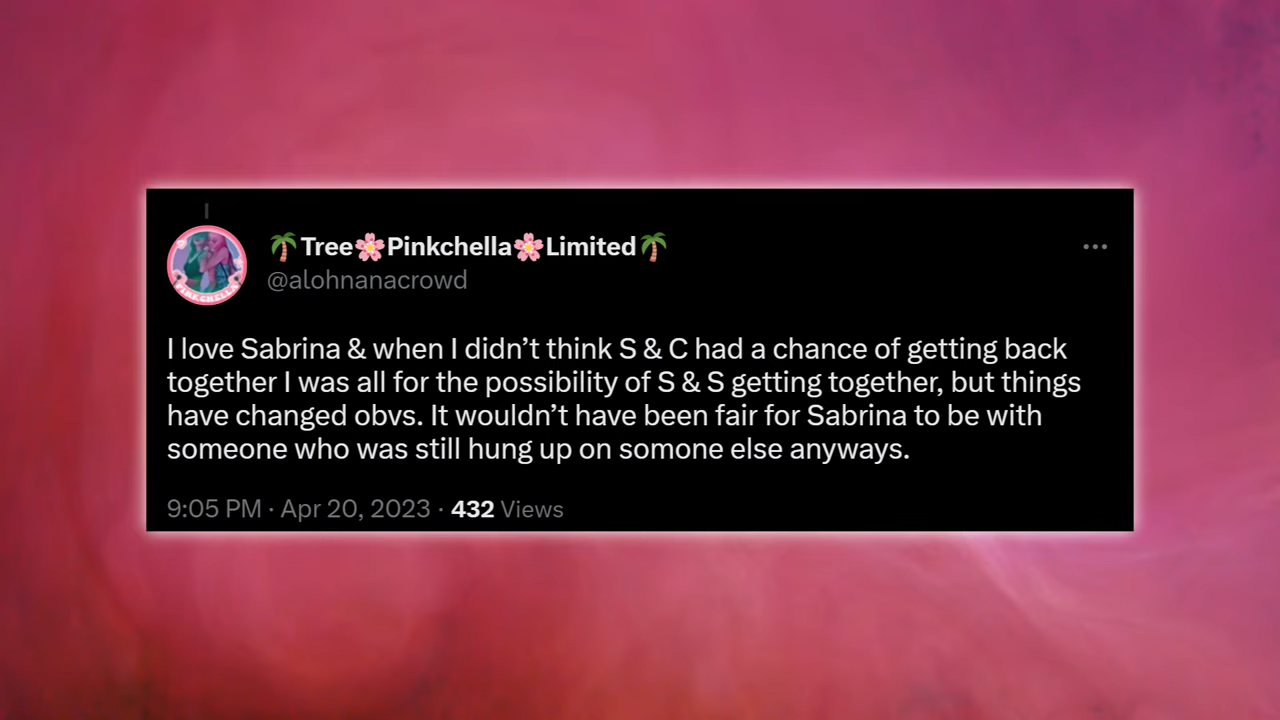 🌴Tree🌸Pinkchella🌸Limited🌴
@alohnanacrowd
PINKCHELLA
I love Sabrina & when I didn’t think S & C had a chance of getting back
together I was all for the possibility of S & S getting together, but things
have changed obvs. It wouldn’t have been fair for Sabrina to be with
someone who was still hung up on somone else anyways.
9:05 PM · Apr 20, 2023 · 432 Views